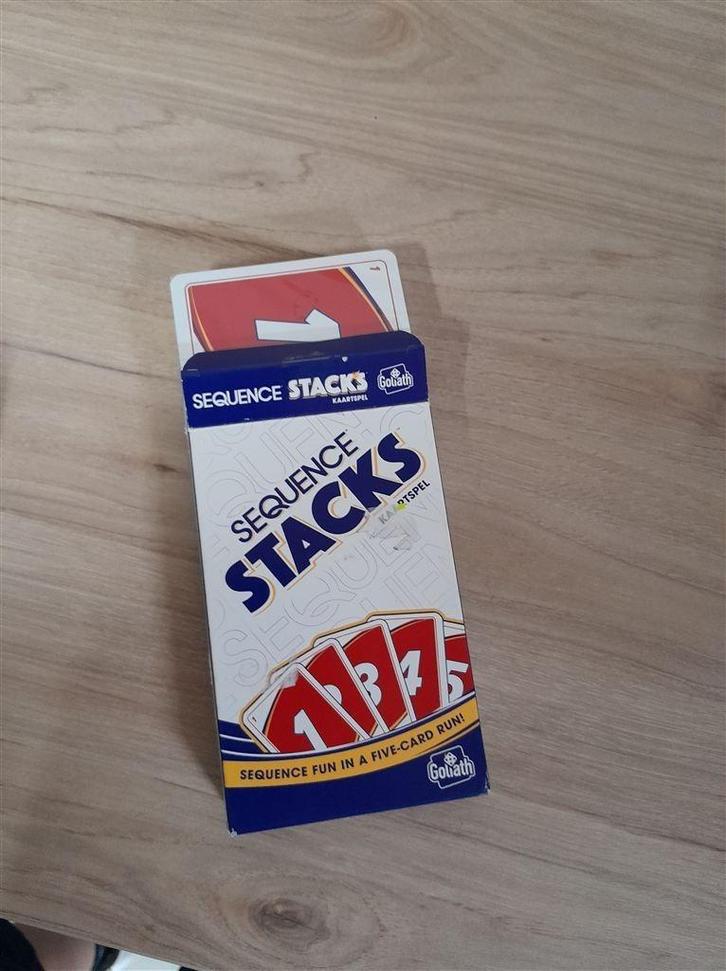 1
1
SEQUENCE STACKS Goliath
KAARTSPEL
SEQUENCE
STACKS
KAARTSPEL
1 3 4 5
SEQUENCE FUN IN A FIVE-CARD RUN!
Goliath